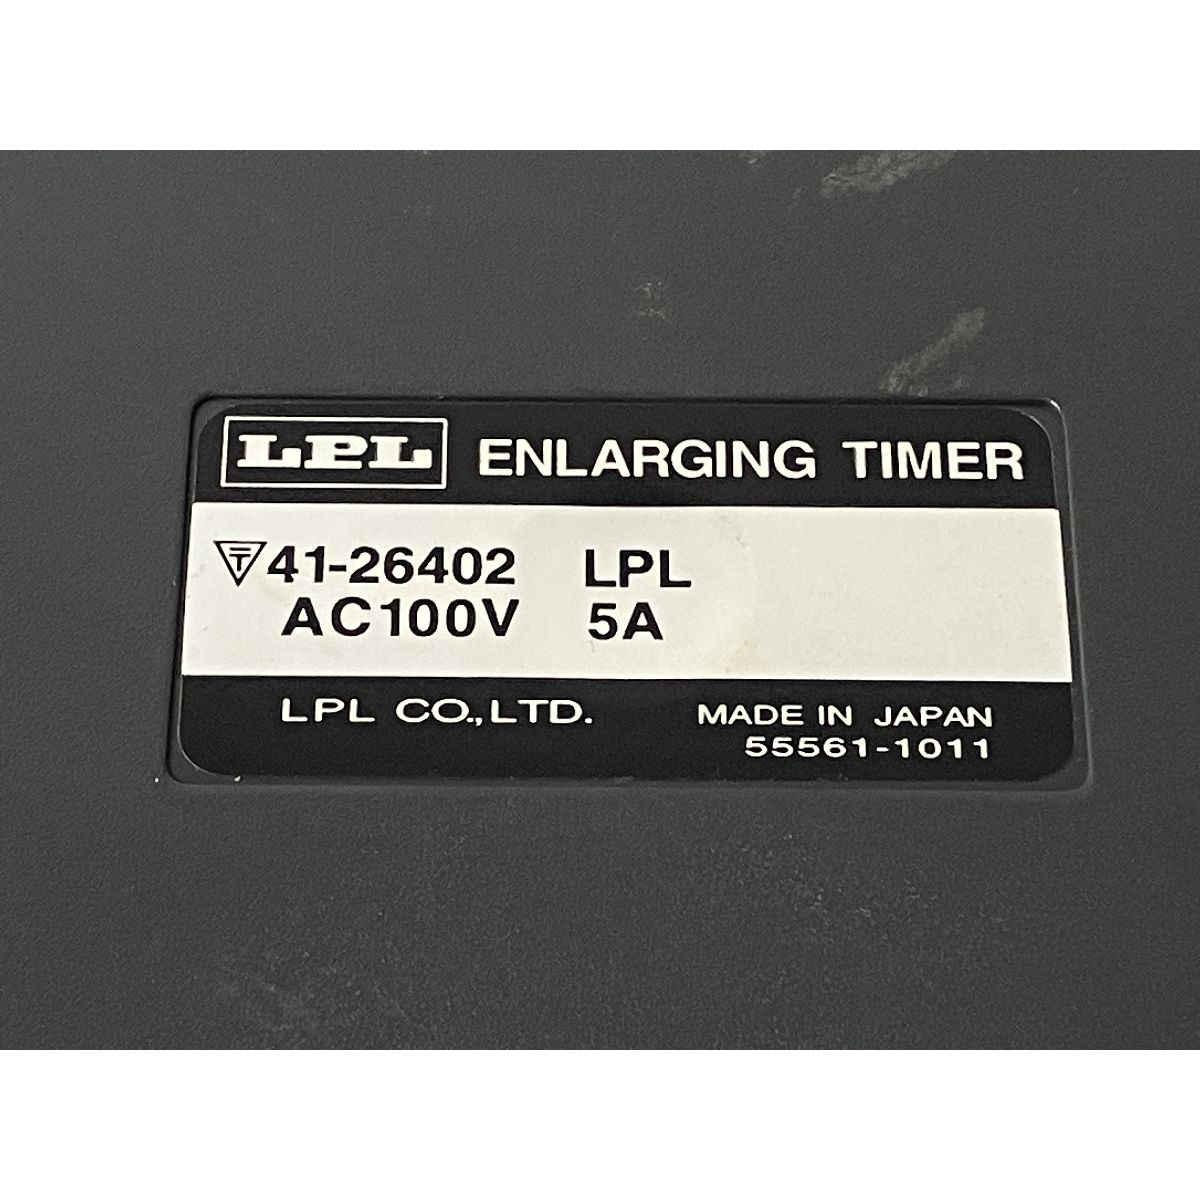 LPL ENLARGING TIMER
〒41-26402 LPL
AC100V 5A
LPL CO.,LTD. MADE IN JAPAN
55561-1011